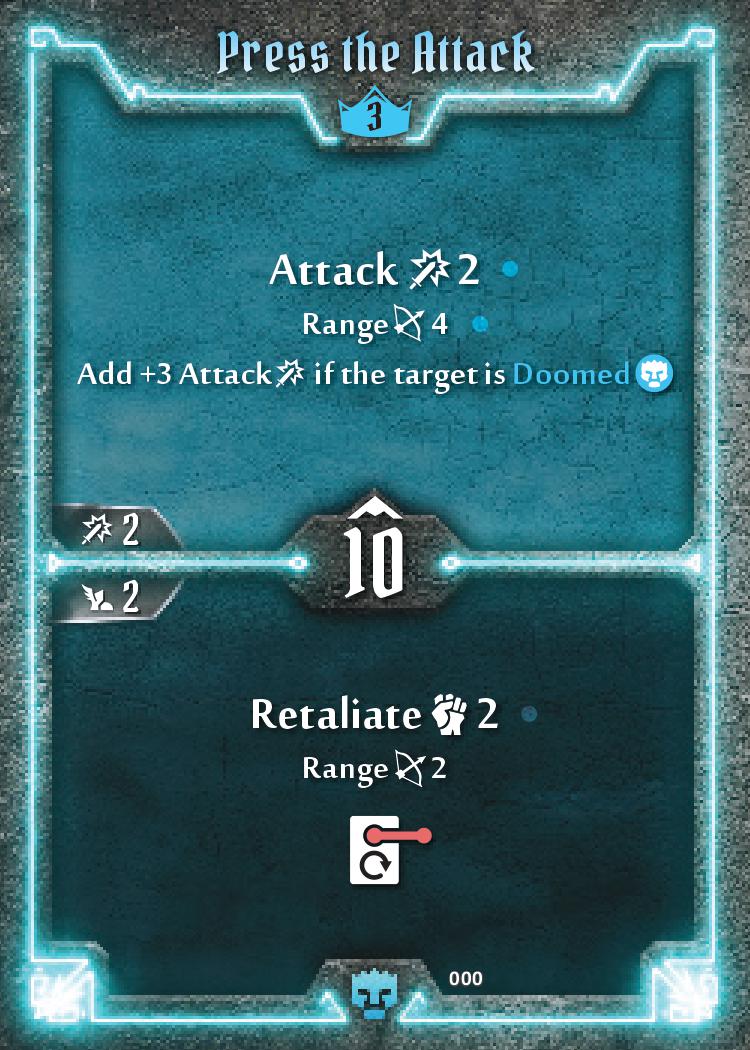 Press the Attack
3
Attack 2
Range 4
Add +3 Attack if the target is Doomed
2
10
2
Retaliate 2
Range 2
000